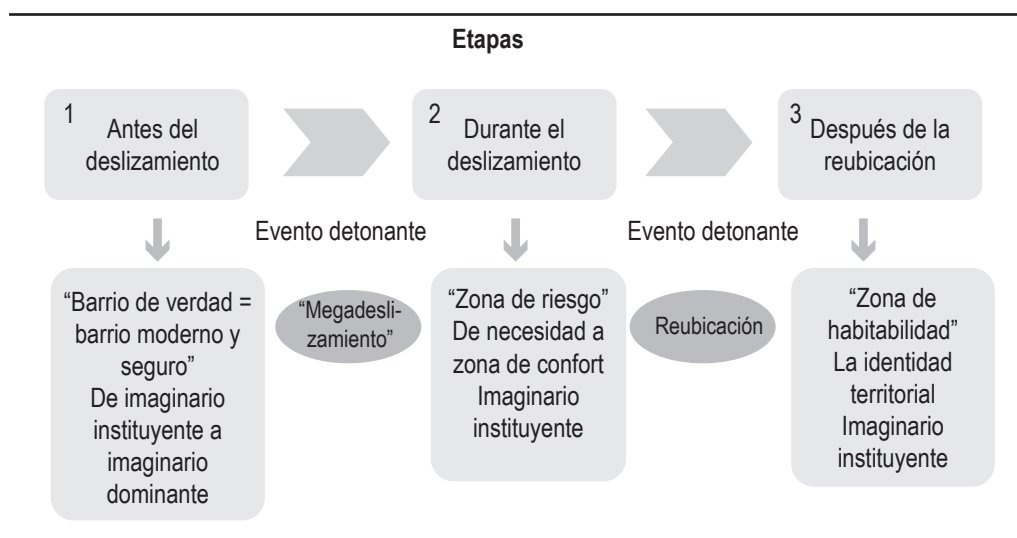 Etapas
1
Antes del
deslizamiento
2
Durante el
deslizamiento
3
Después de la
reubicación
Evento detonante
Evento detonante
“Barrio de verdad =
barrio moderno y
seguro”
De imaginario
instituyente a
imaginario
dominante
“Megadesli-
zamiento”
“Zona de riesgo”
De necesidad a
zona de confort
Imaginario
instituyente
Reubicación
“Zona de
habitabilidad”
La identidad
territorial
Imaginario
instituyente